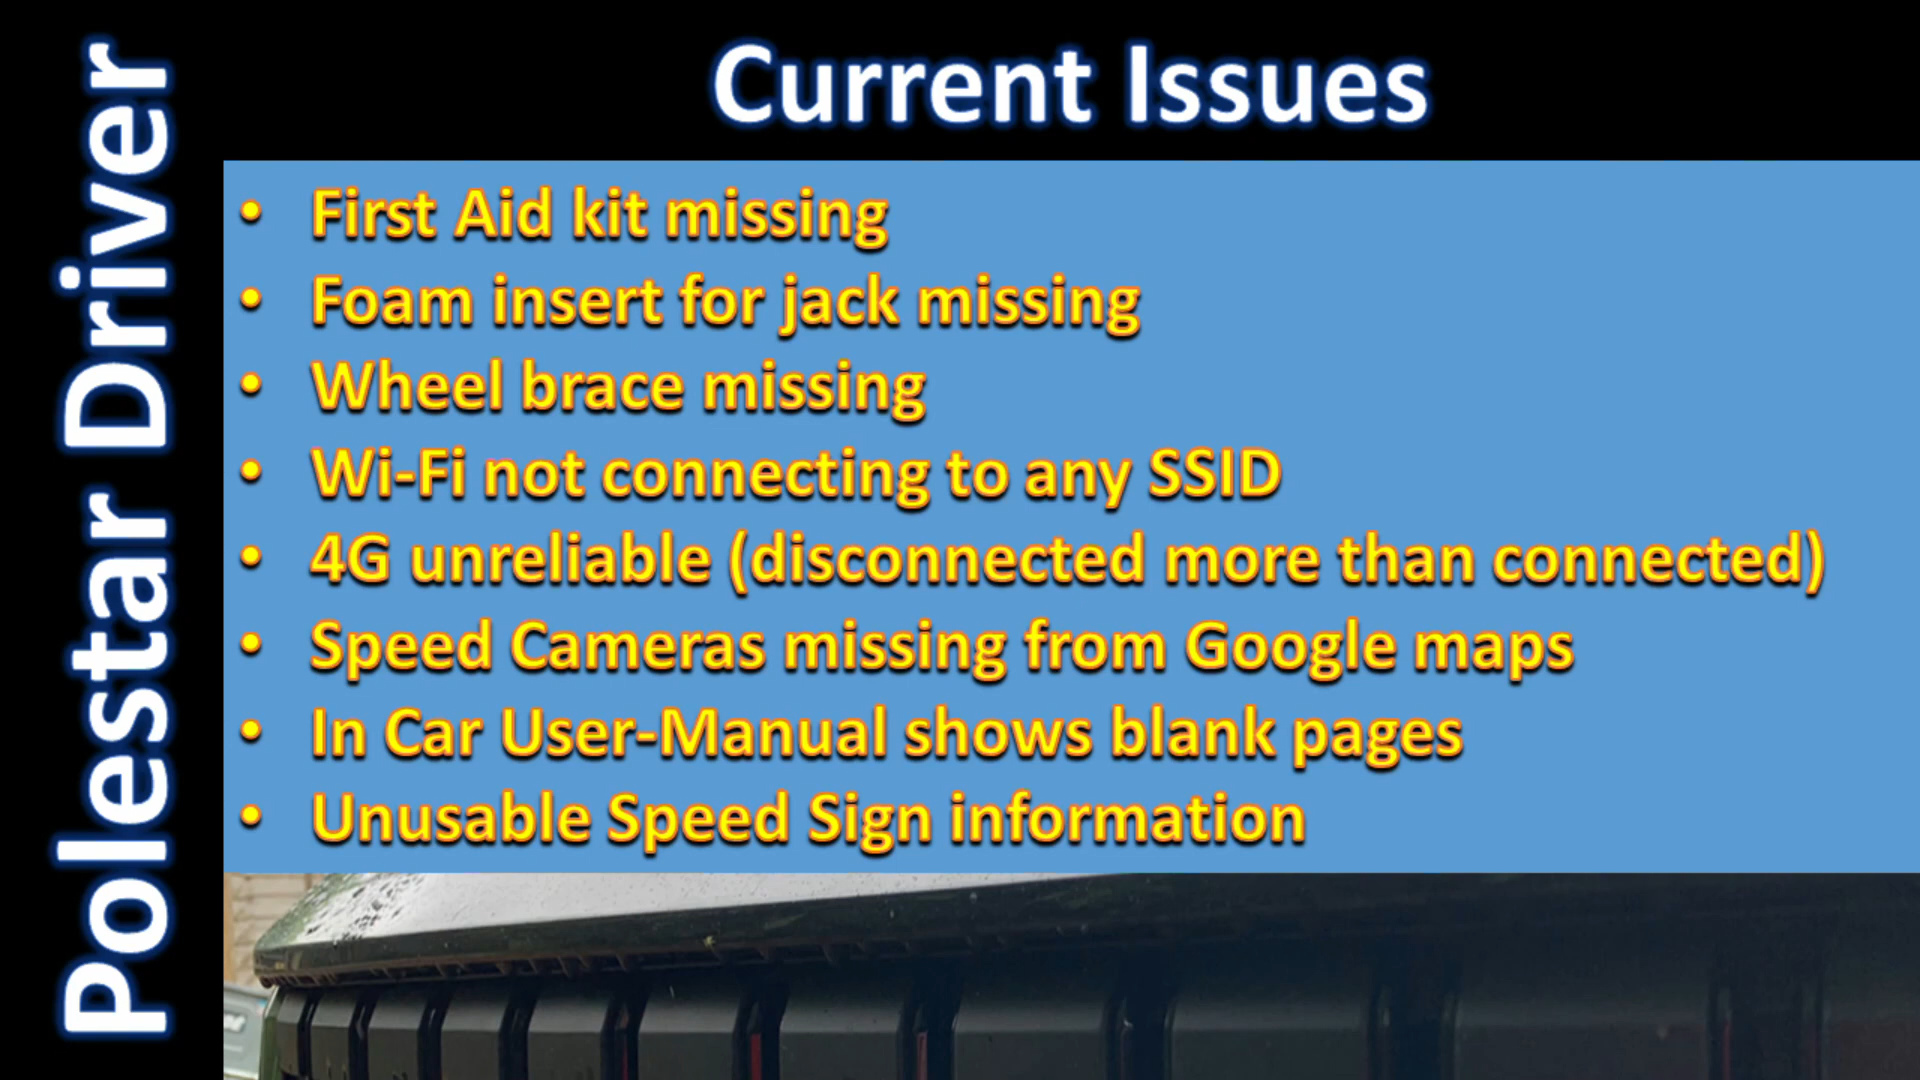 Polestar Driver
Current Issues
• First Aid kit missing
• Foam insert for jack missing
• Wheel brace missing
• Wi-Fi not connecting to any SSID
• 4G unreliable (disconnected more than connected)
• Speed Cameras missing from Google maps
• In Car User-Manual shows blank pages
• Unusable Speed Sign information